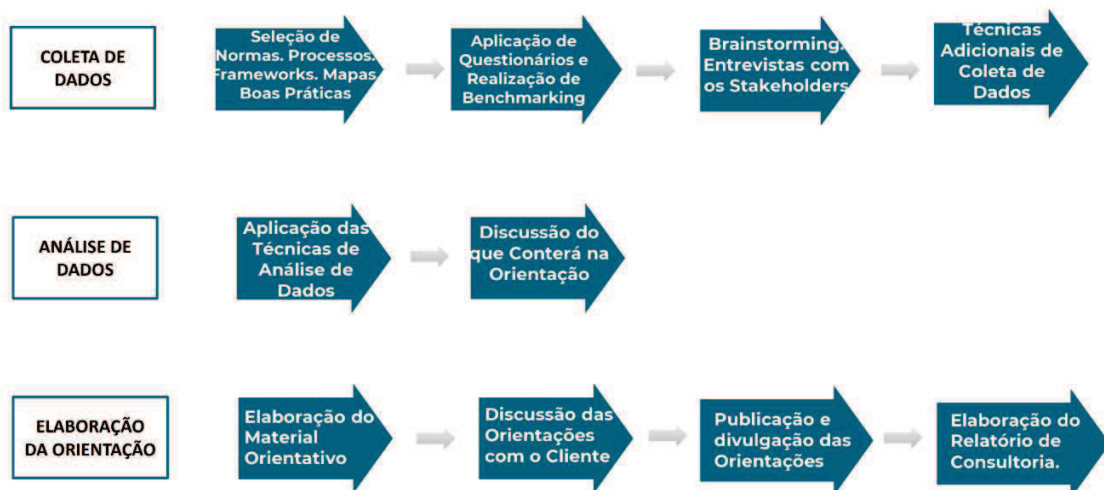 COLETA DE
DADOS
Seleção de
Normas. Processos.
Frameworks. Mapas.
Boas Práticas
Aplicação de
Questionários e
Realização de
Benchmarking
Brainstorming.
Entrevistas com
os Stakeholders
Técnicas
Adicionais de
Coleta de
Dados
ANÁLISE DE
DADOS
Aplicação das
Técnicas de
Análise de
Dados
Discussão do
que Conterá na
Orientação
ELABORAÇÃO
DA ORIENTAÇÃO
Elaboração do
Material
Orientativo
Discussão das
Orientações
com o Cliente
Publicação e
divulgação das
Orientações
Elaboração do
Relatório de
Consultoria.